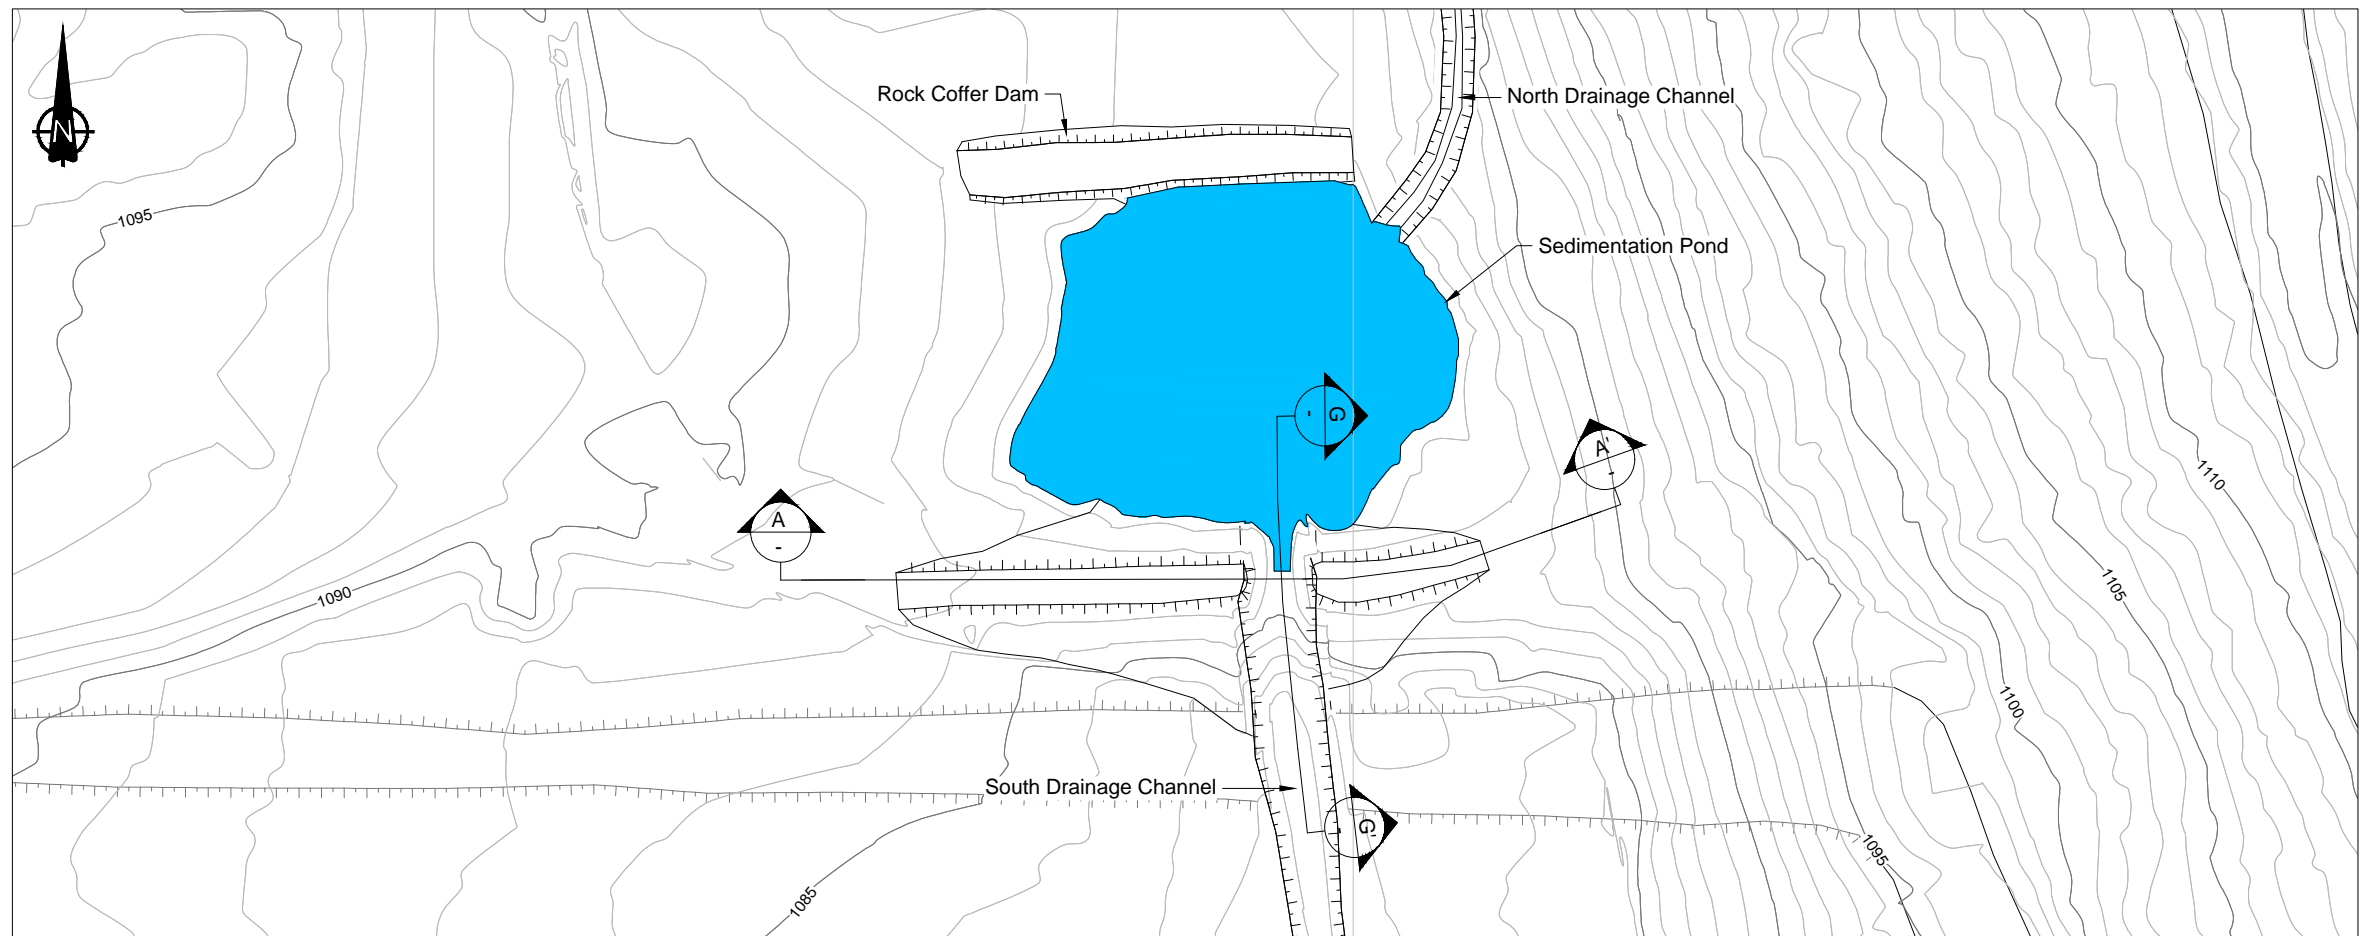 Rock Coffer Dam
North Drainage Channel
N
1095
Sedimentation Pond
G
-
A'
-
1110
A
-
1105
1090
1100
South Drainage Channel
G'
-
1095
1085